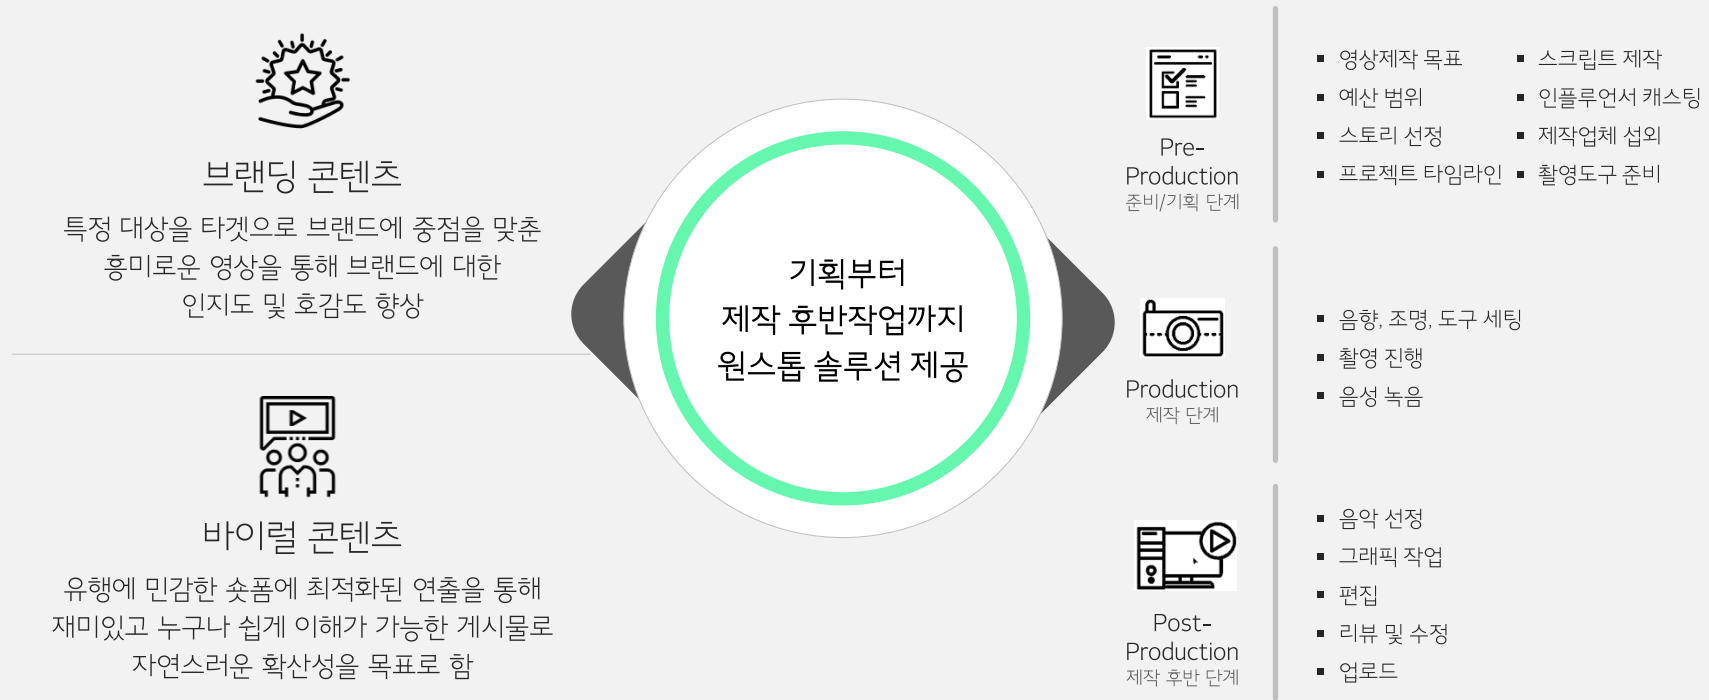 브랜딩 콘텐츠
특정 대상을 타겟으로 브랜드에 중점을 맞춘
흥미로운 영상을 통해 브랜드에 대한
인지도 및 호감도 향상
바이럴 콘텐츠
유행에 민감한 숏폼에 최적화된 연출을 통해
재미있고 누구나 쉽게 이해가 가능한 게시물로
자연스러운 확산성을 목표로 함
기획부터
제작 후반작업까지
원스톱 솔루션 제공
Pre-
Production
준비/기획 단계
▪ 영상제작 목표
▪ 예산 범위
▪ 스토리 선정
▪ 프로젝트 타임라인
▪ 스크립트 제작
▪ 인플루언서 캐스팅
▪ 제작업체 섭외
▪ 촬영도구 준비
Production
제작 단계
▪ 음향, 조명, 도구 세팅
▪ 촬영 진행
▪ 음성 녹음
Post-
Production
제작 후반 단계
▪ 음악 선정
▪ 그래픽 작업
▪ 편집
▪ 리뷰 및 수정
▪ 업로드